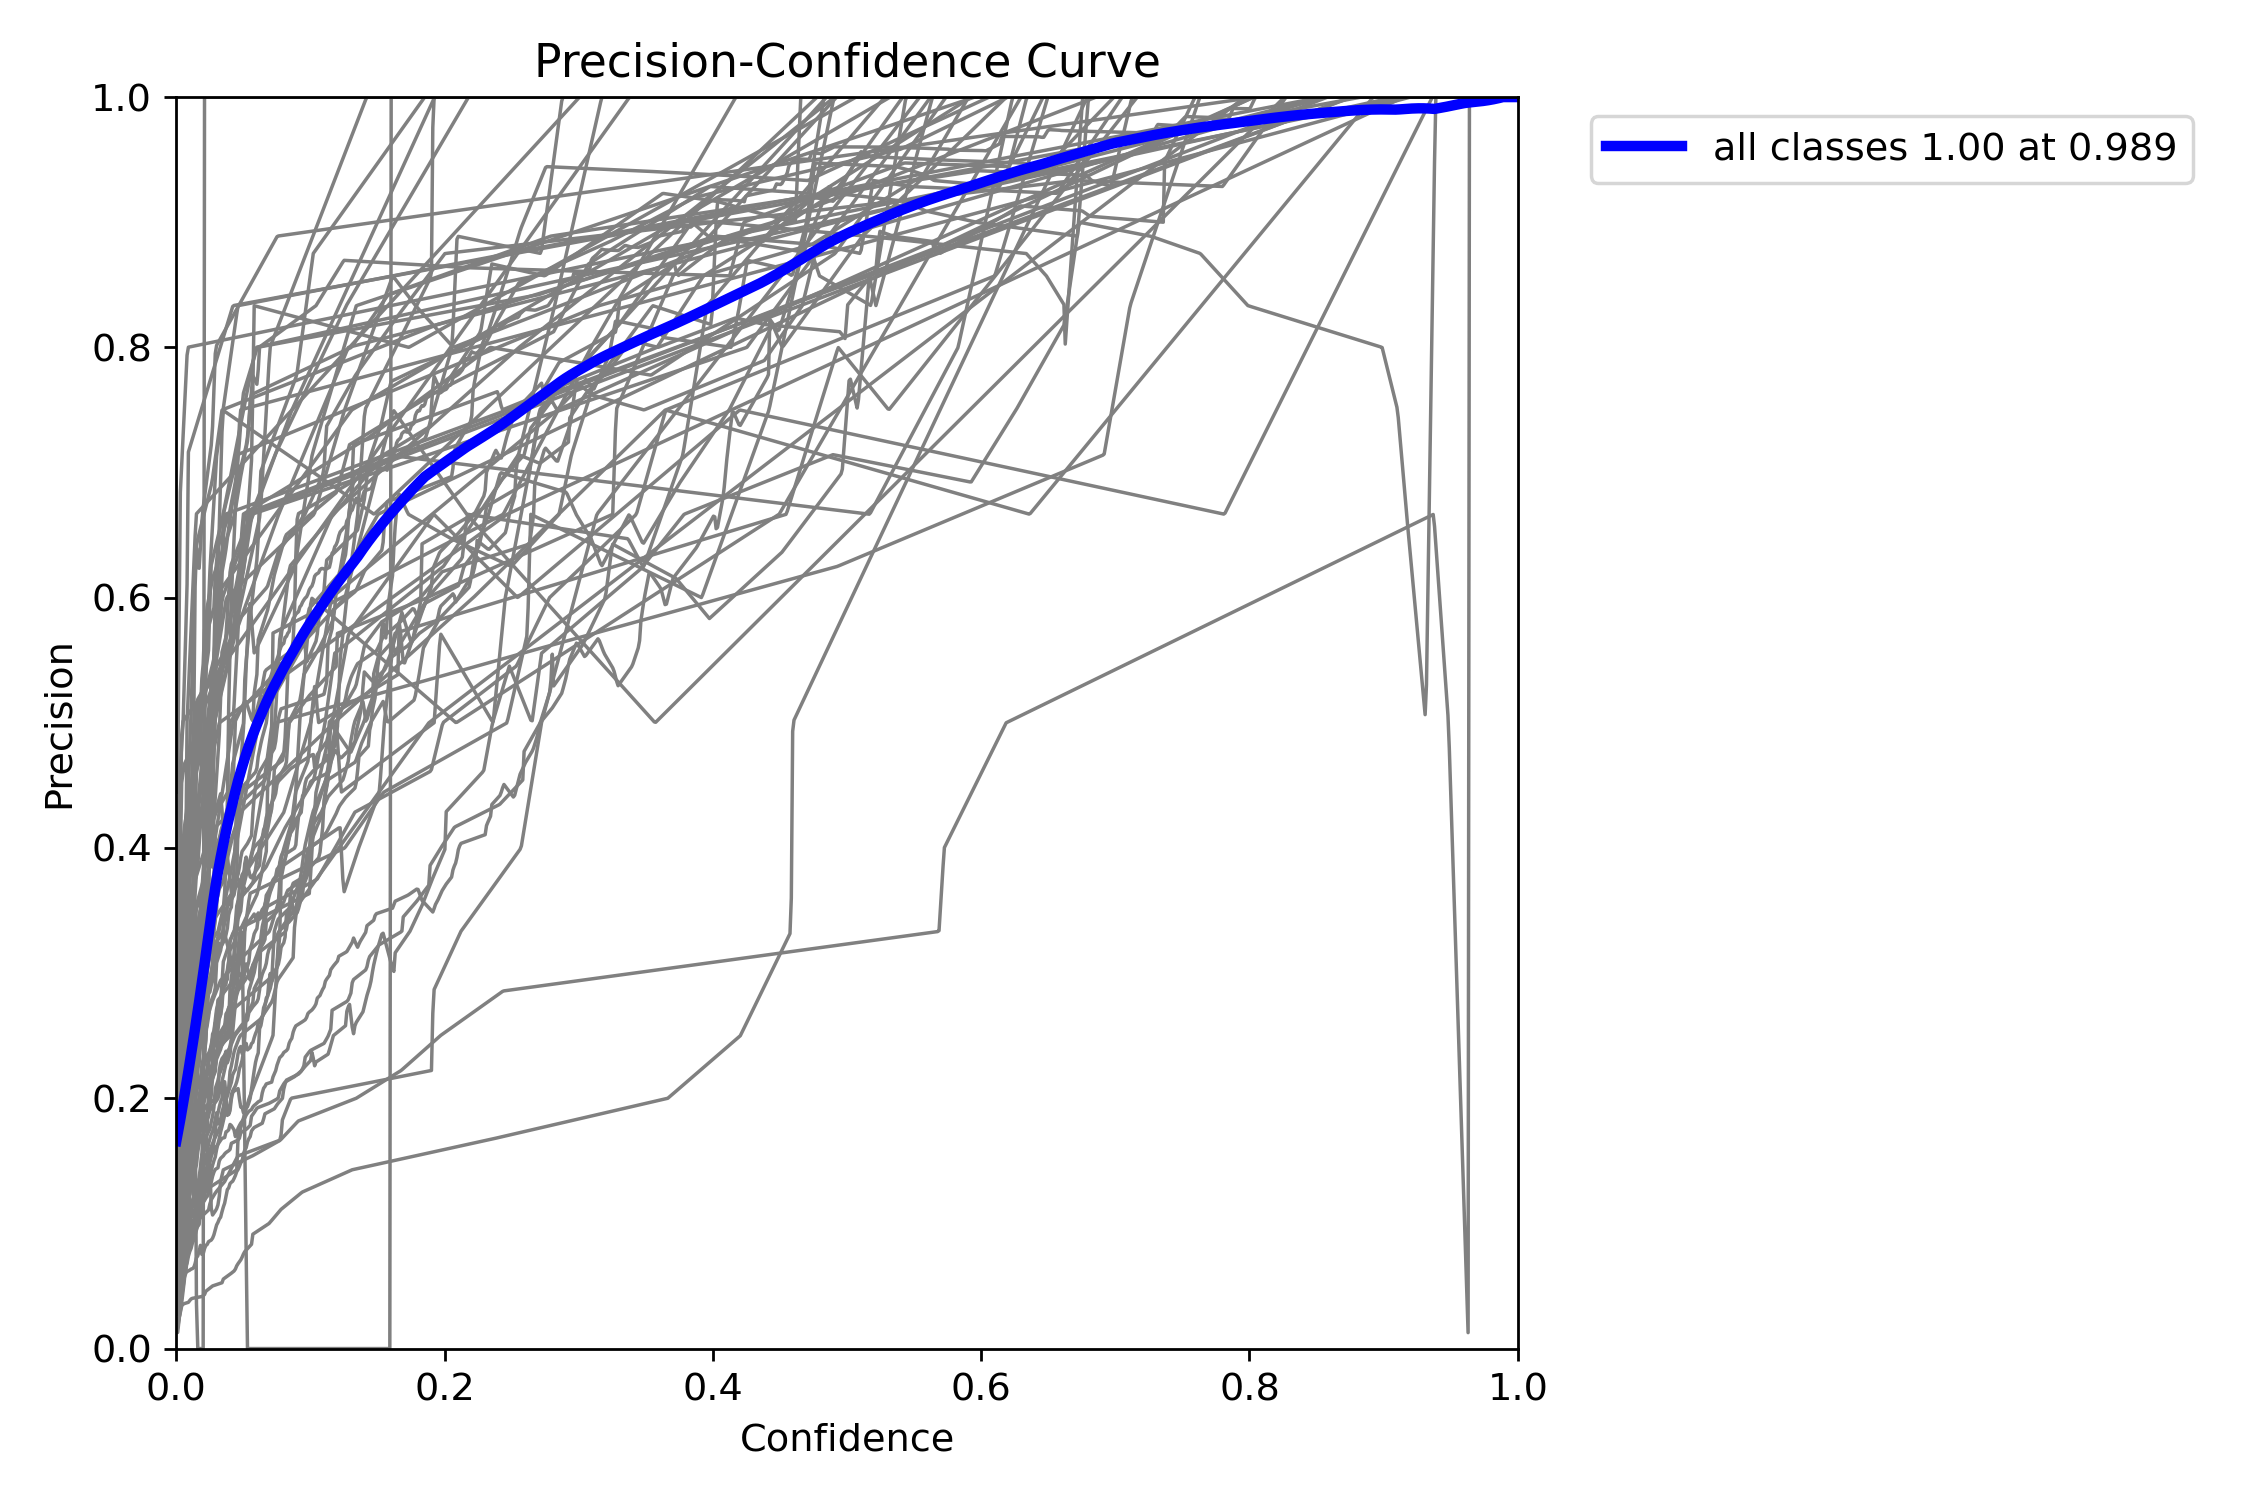 Precision-Confidence Curve
1.0
0.8
0.6
0.4
0.2
0.0
Precision
0.0 0.2 0.4 0.6 0.8 1.0
Confidence
all classes 1.00 at 0.989